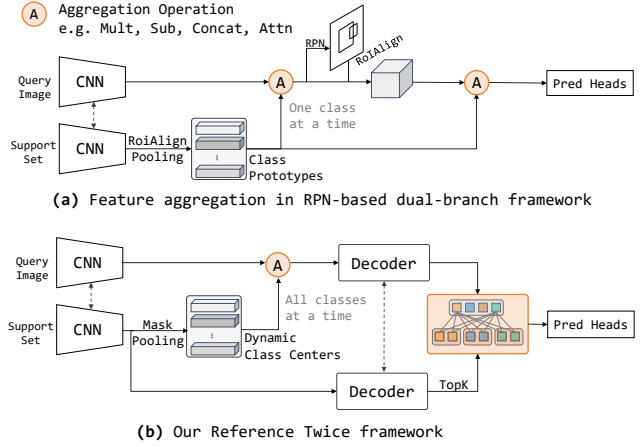 A
Aggregation Operation
e.g. Mult, Sub, Concat, Attn
RPN
RoIAlign
Query
Image
CNN
A
A
Pred Heads
One class
at a time
Support
Set
CNN
RoiAlign
Pooling
Class
Prototypes
(a) Feature aggregation in RPN-based dual-branch framework
Query
Image
CNN
A
Decoder
All classes
at a time
Support
Set
CNN
Mask
Pooling
Dynamic
Class Centers
Pred Heads
Decoder
TopK
(b) Our Reference Twice framework